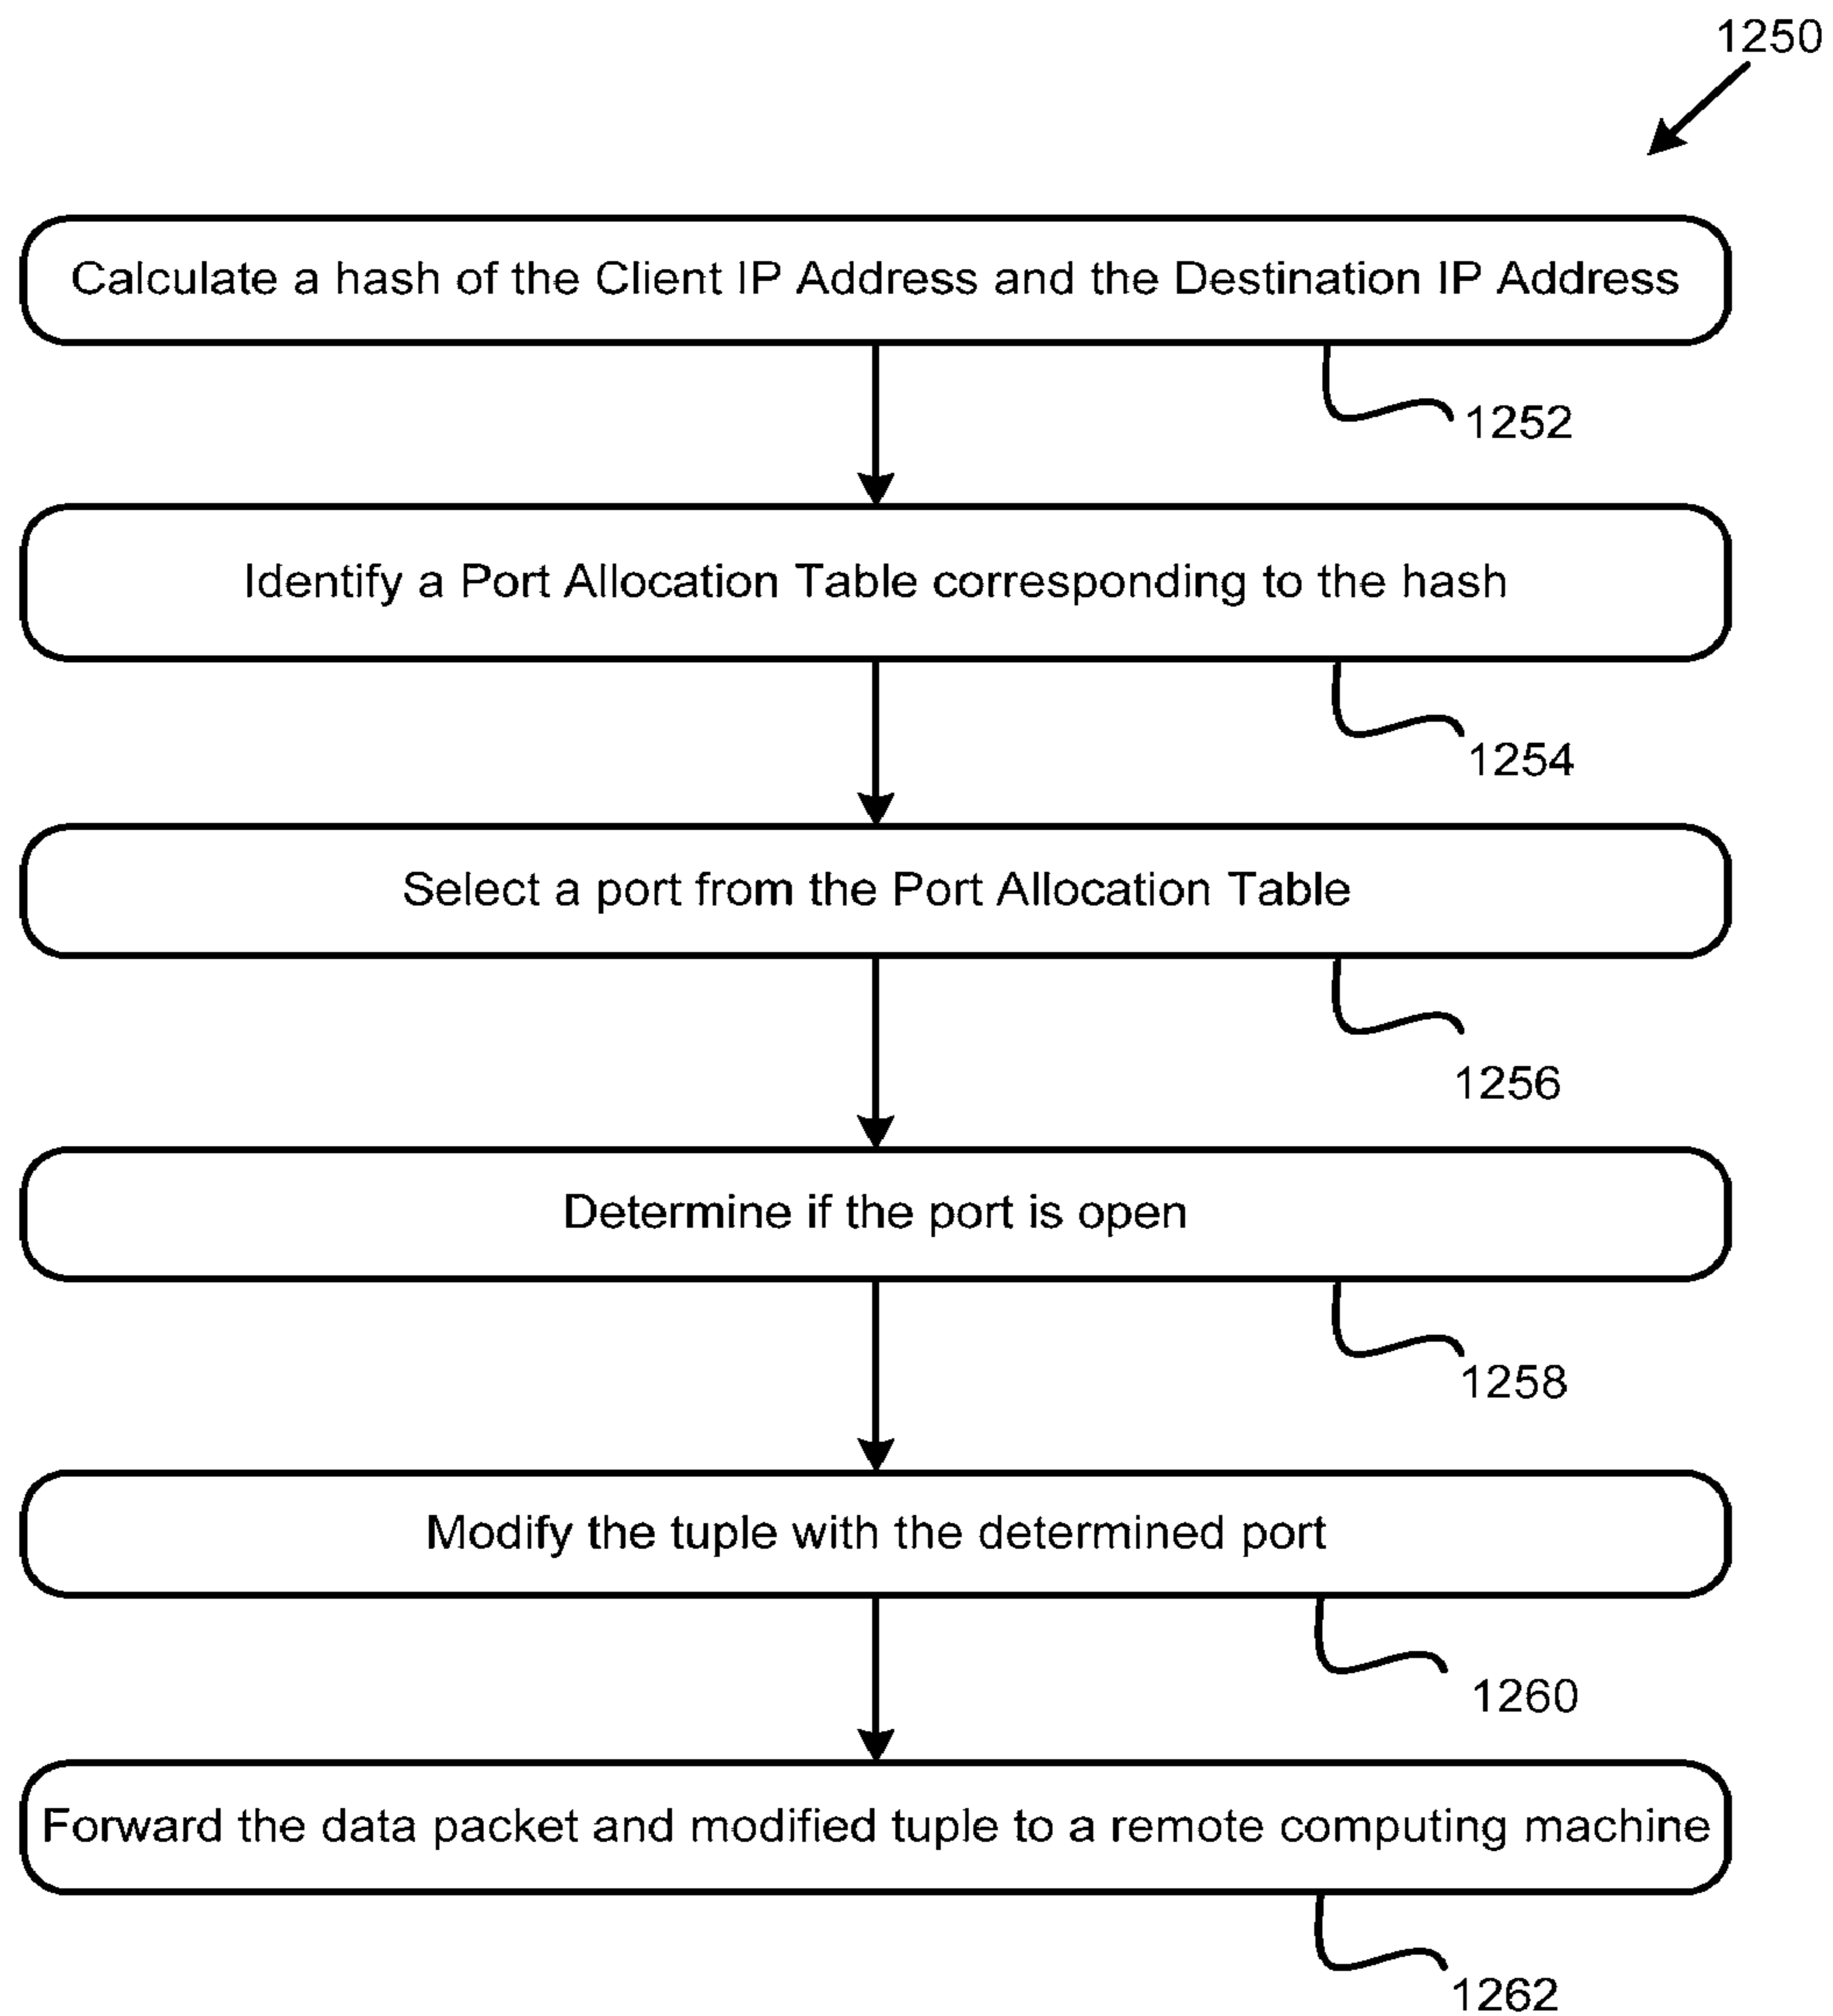 1250
Calculate a hash of the Client IP Address and the Destination IP Address
1252
Identify a Port Allocation Table corresponding to the hash
1254
Select a port from the Port Allocation Table
1256
Determine if the port is open
1258
Modify the tuple with the determined port
1260
Forward the data packet and modified tuple to a remote computing machine
1262